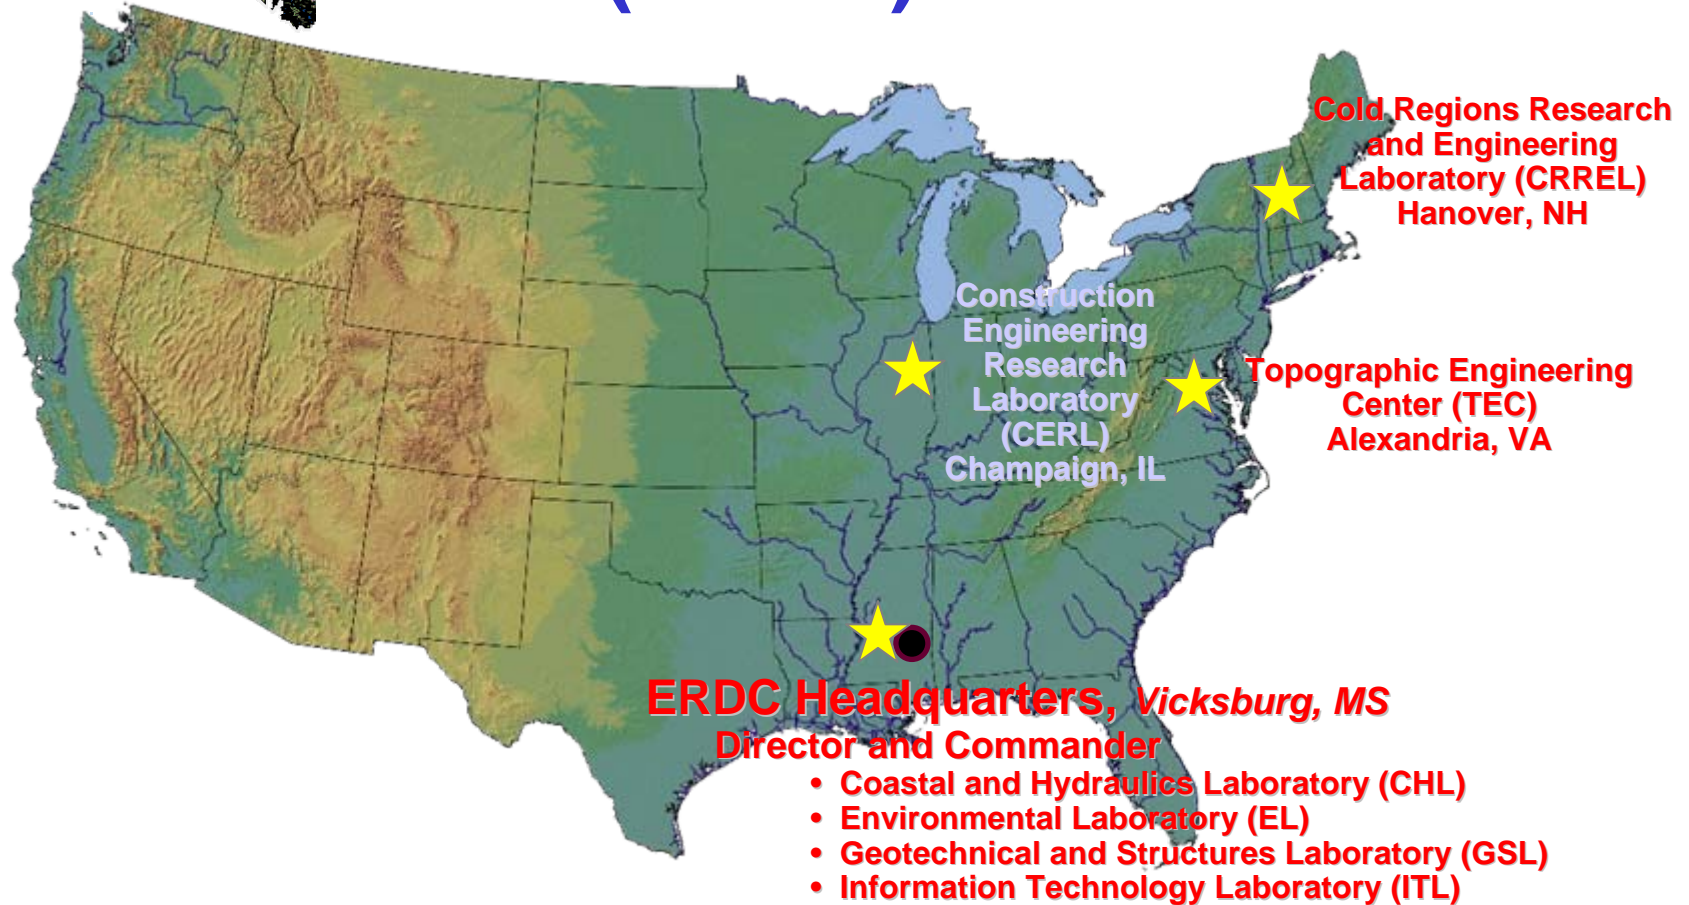 Cold Regions Research
and Engineering
Laboratory (CRREL)
Hanover, NH
Construction
Engineering
Research
Laboratory
(CERL)
Champaign, IL
Topographic Engineering
Center (TEC)
Alexandria, VA
ERDC Headquarters, Vicksburg, MS
Director and Commander
• Coastal and Hydraulics Laboratory (CHL)
• Environmental Laboratory (EL)
• Geotechnical and Structures Laboratory (GSL)
• Information Technology Laboratory (ITL)